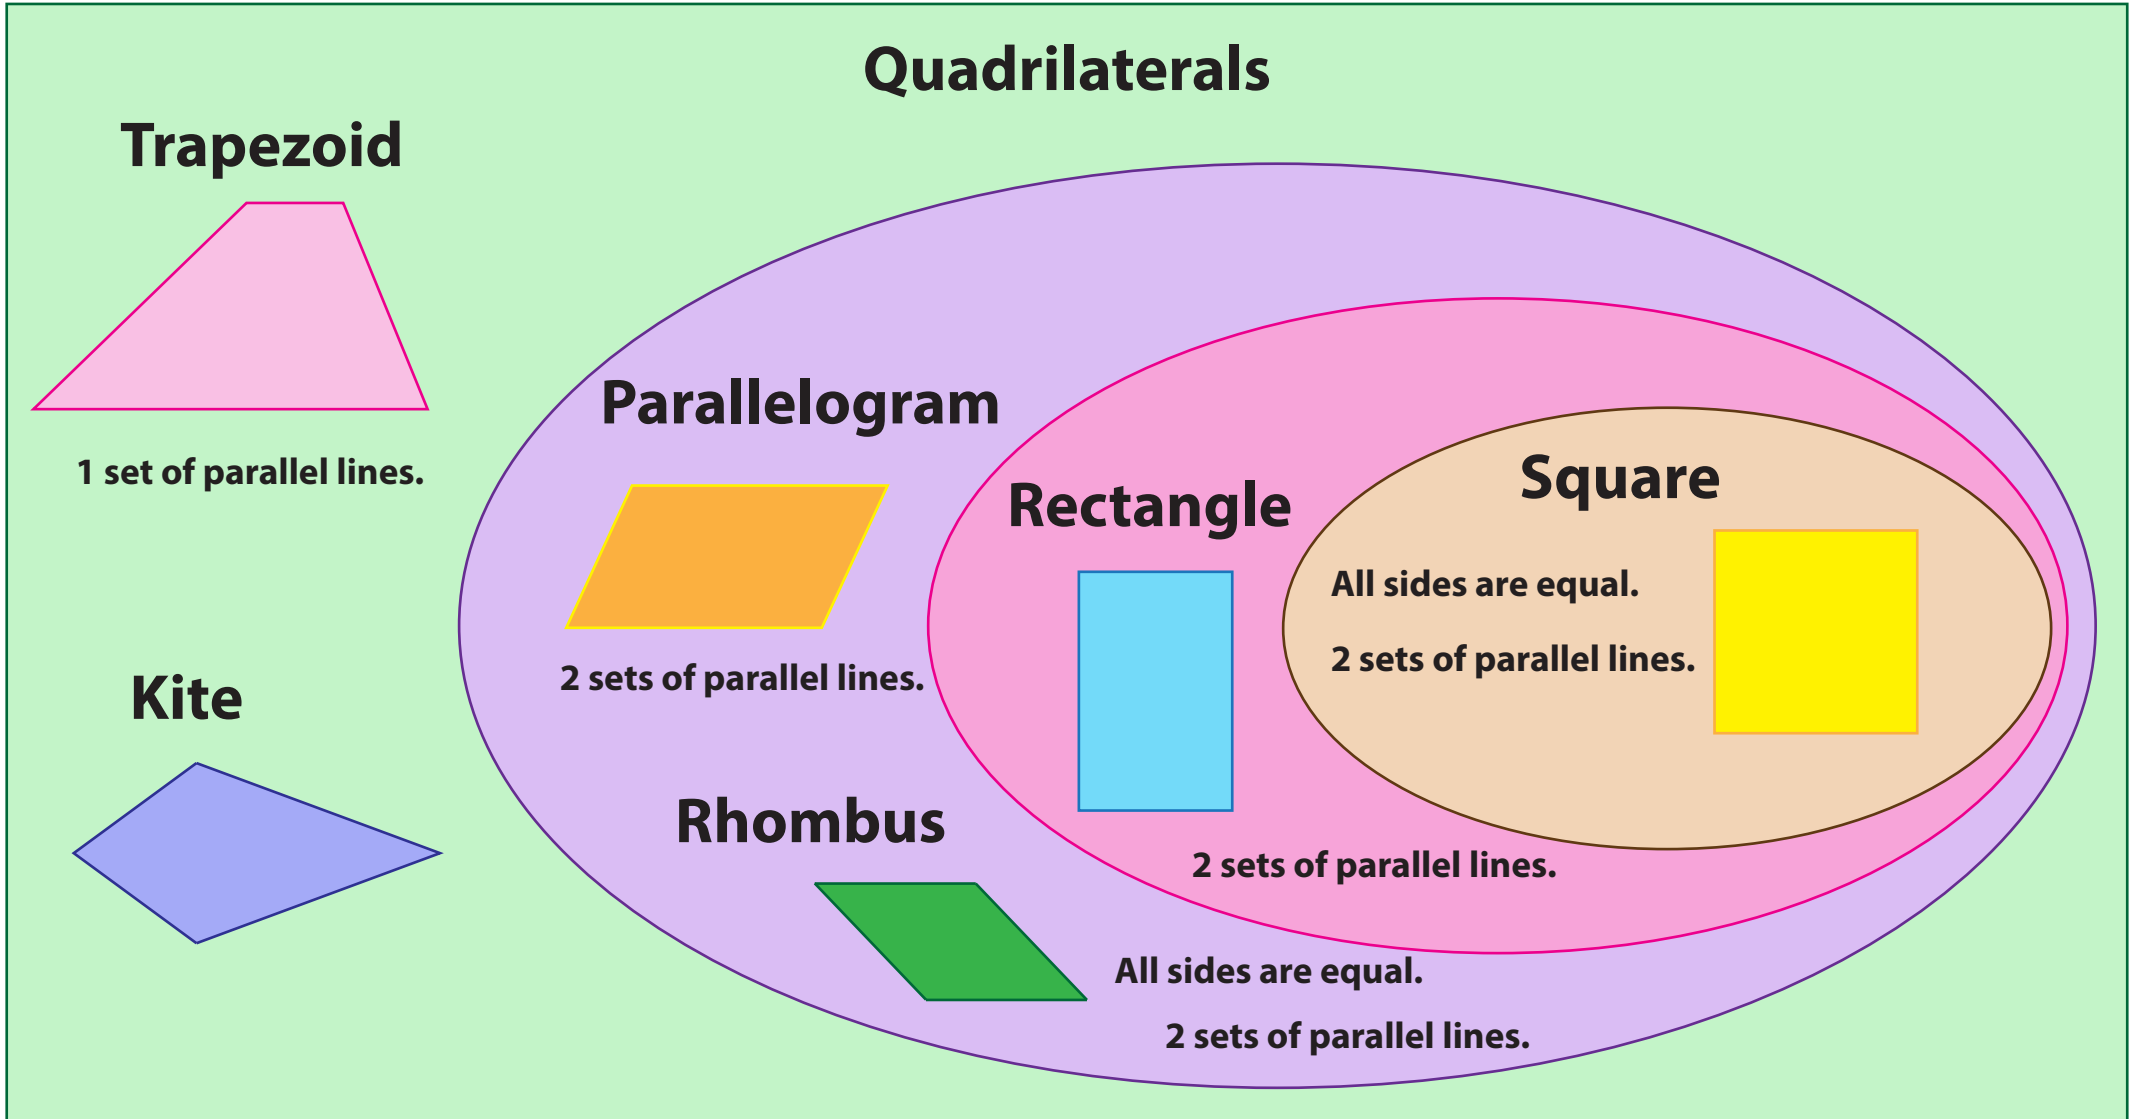 Quadrilaterals
Trapezoid
1 set of parallel lines.
Kite
Parallelogram
2 sets of parallel lines.
Rhombus
All sides are equal.
2 sets of parallel lines.
Rectangle
2 sets of parallel lines.
Square
All sides are equal.
2 sets of parallel lines.